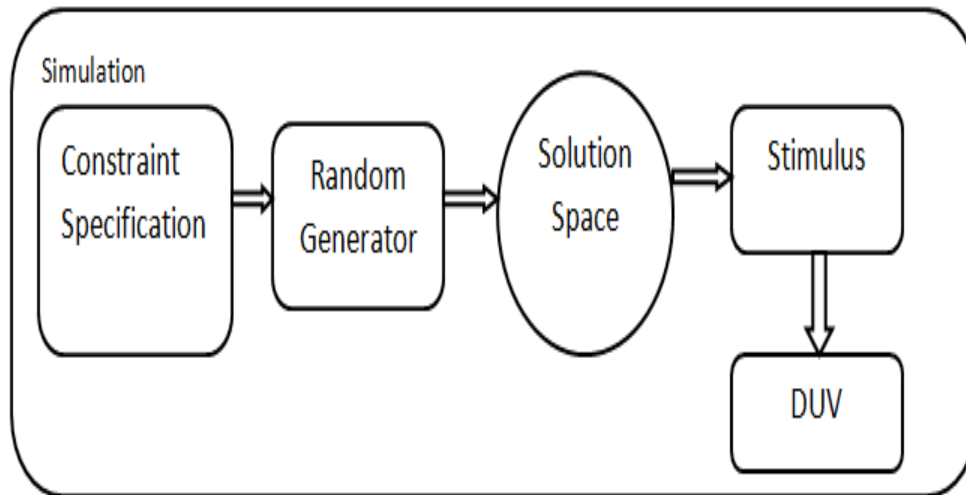 Simulation
Constraint
Specification
Random
Generator
Solution
Space
Stimulus
DUV